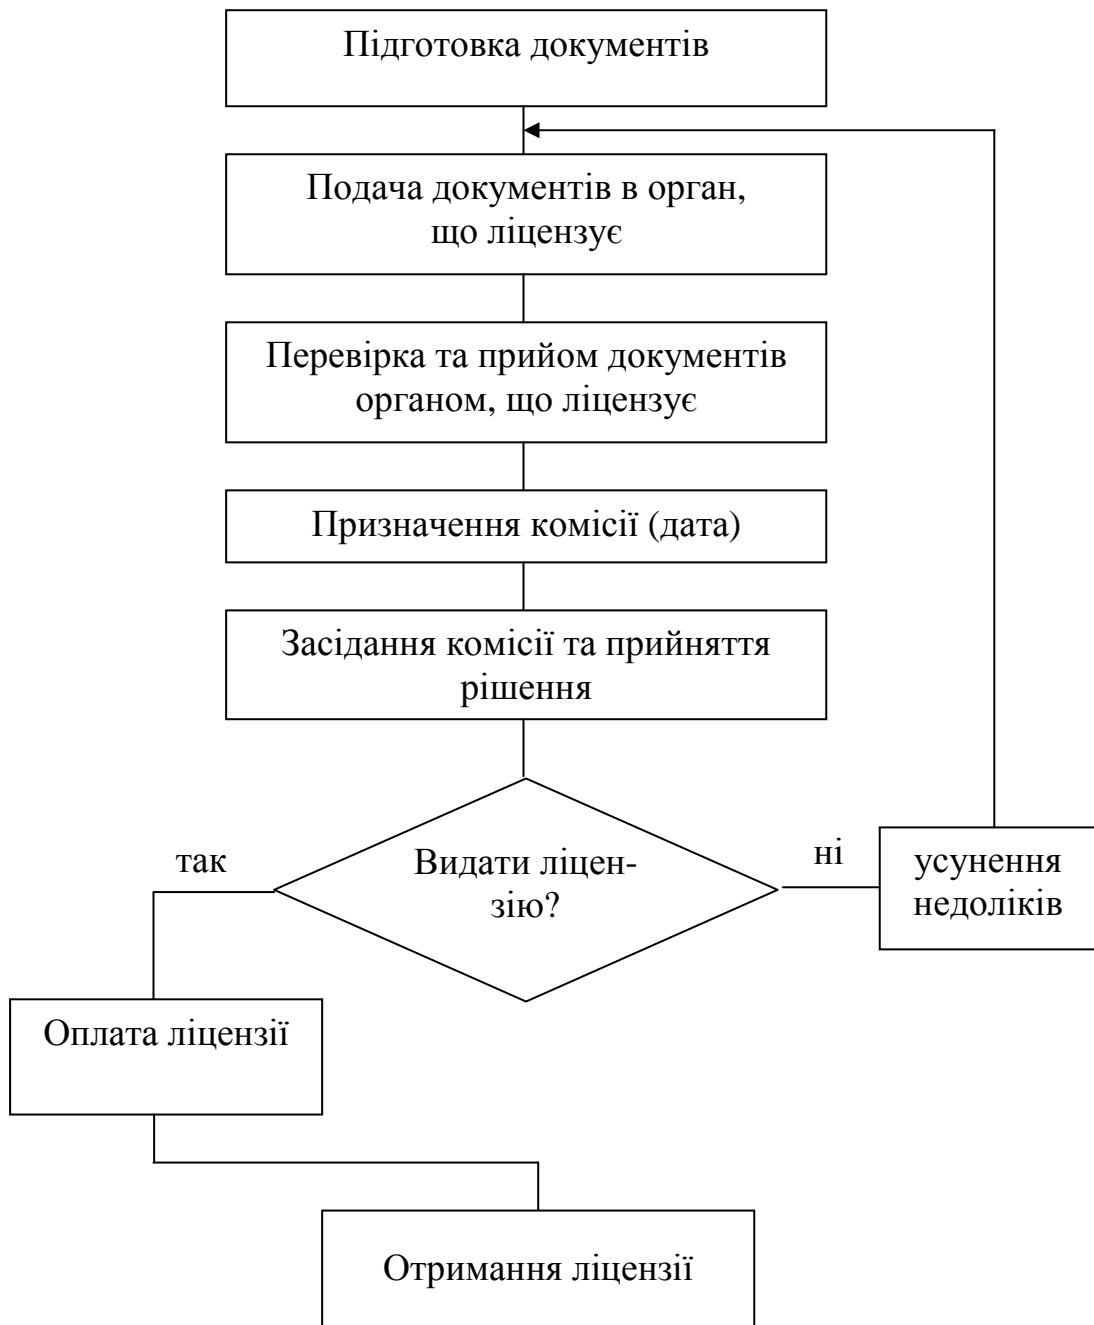 Підготовка документів
Подача документів в орган,
що ліцензує
Перевірка та прийом документів
органом, що ліцензує
Призначення комісії (дата)
Засідання комісії та прийняття
рішення
так
Видати ліцен-
зію?
ні
усунення
недоліків
Оплата ліцензії
Отримання ліцензії